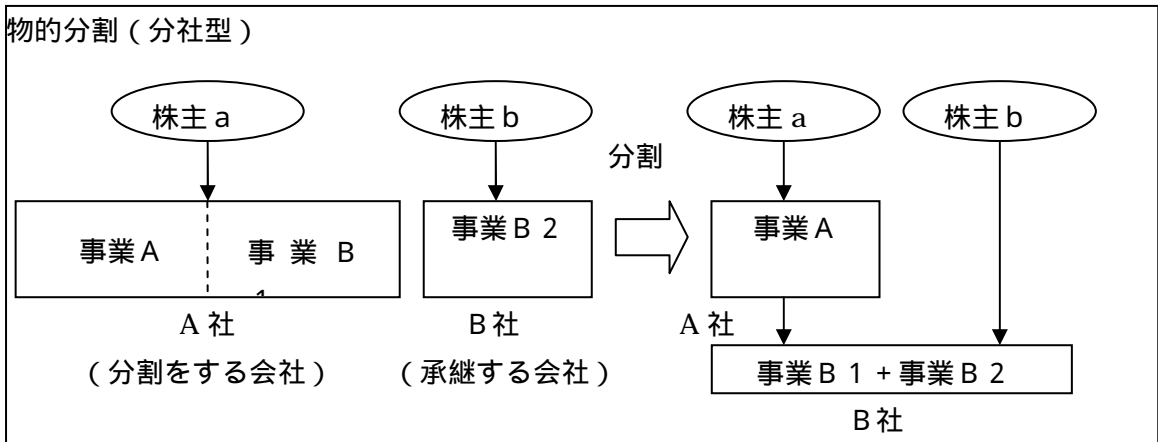 物的分割（分社型）
株主a
株主b
株主a
株主b
分割
事業A
事 業 B
1
事業B 2
事業A
A 社
B社
A 社
（分割をする会社）
（承継する会社）
事業B 1 + 事業B 2
B社